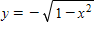 y = −√(1−x²)